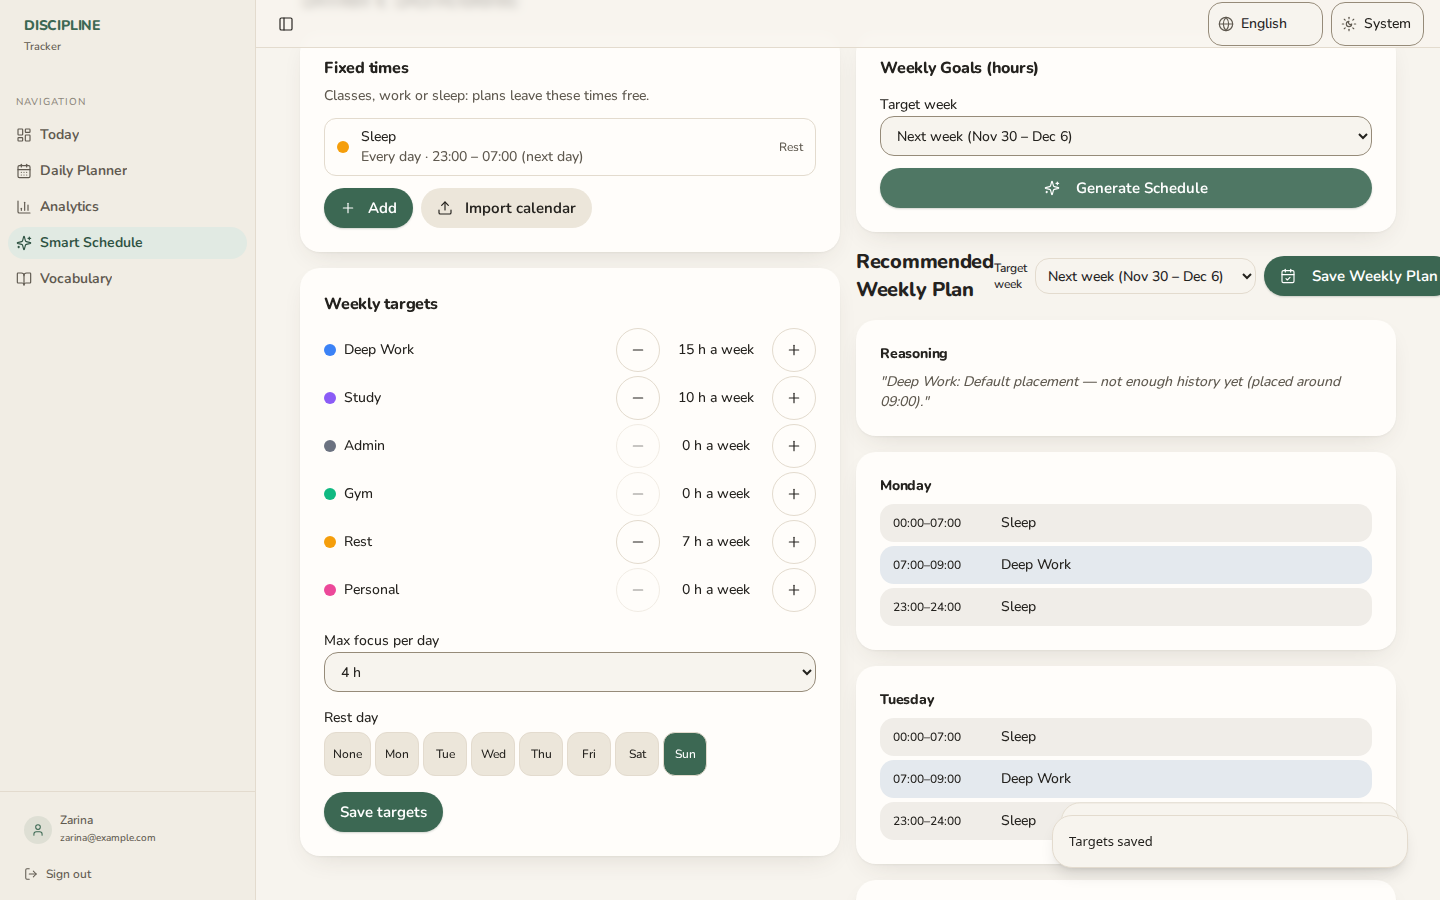 DISCIPLINE
Tracker
NAVIGATION
Today
Daily Planner
Analytics
Smart Schedule
Vocabulary
Zarina
zarina@example.com
Sign out
English
System
Fixed times
Classes, work or sleep: plans leave these times free.
Sleep
Every day · 23:00 – 07:00 (next day)
Rest
Add
Import calendar
Weekly targets
Deep Work
15 h a week
Study
10 h a week
Admin
0 h a week
Gym
0 h a week
Rest
7 h a week
Personal
0 h a week
Max focus per day
4 h
Rest day
None
Mon
Tue
Wed
Thu
Fri
Sat
Sun
Save targets
Weekly Goals (hours)
Target week
Next week (Nov 30 – Dec 6)
Generate Schedule
Recommended
Weekly Plan
Target
week
Next week (Nov 30 – Dec 6)
Save Weekly Plan
Reasoning
"Deep Work: Default placement — not enough history yet (placed around
09:00)."
Monday
00:00–07:00 Sleep
07:00–09:00 Deep Work
23:00–24:00 Sleep
Tuesday
00:00–07:00 Sleep
07:00–09:00 Deep Work
23:00–24:00 Sleep
Targets saved